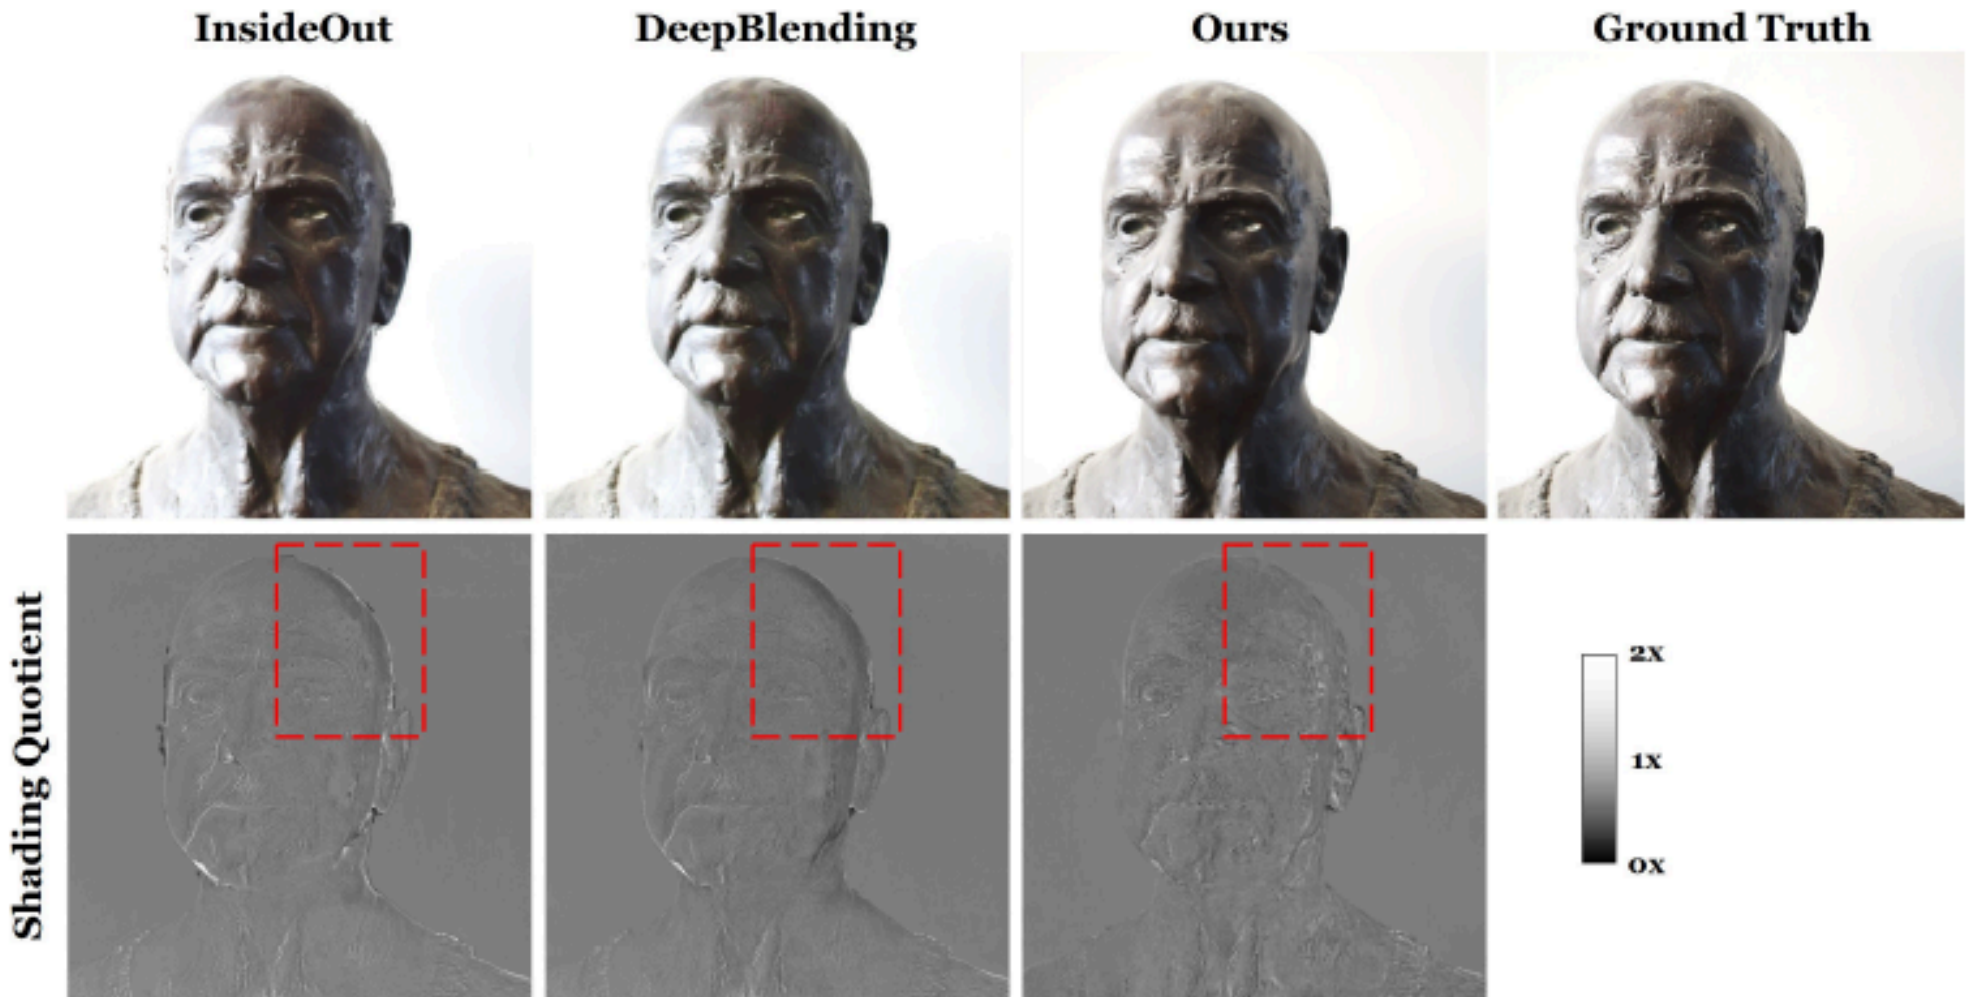 InsideOut
DeepBlending
Ours
Ground Truth
Shading Quotient
2x
1x
0x